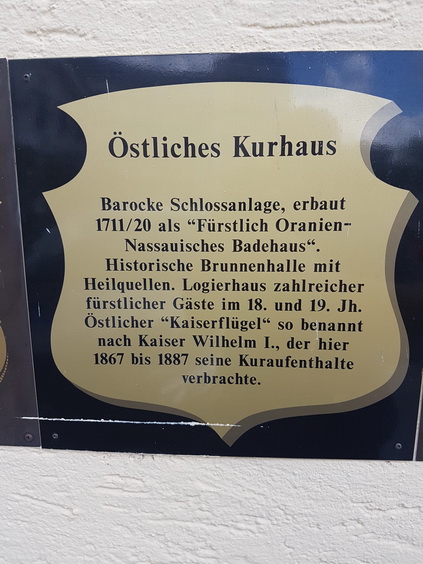 Östliches Kurhaus
Barocke Schlossanlage, erbaut
1711/20 als “Fürstlich Oranien-
Nassauisches Badehaus“.
Historische Brunnenhalle mit
Heilquellen. Logierhaus zahlreicher
fürstlicher Gäste im 18. und 19. Jh.
Östlicher “Kaiserflügel“ so benannt
nach Kaiser Wilhelm I., der hier
1867 bis 1887 seine Kuraufenthalte
verbrachte.